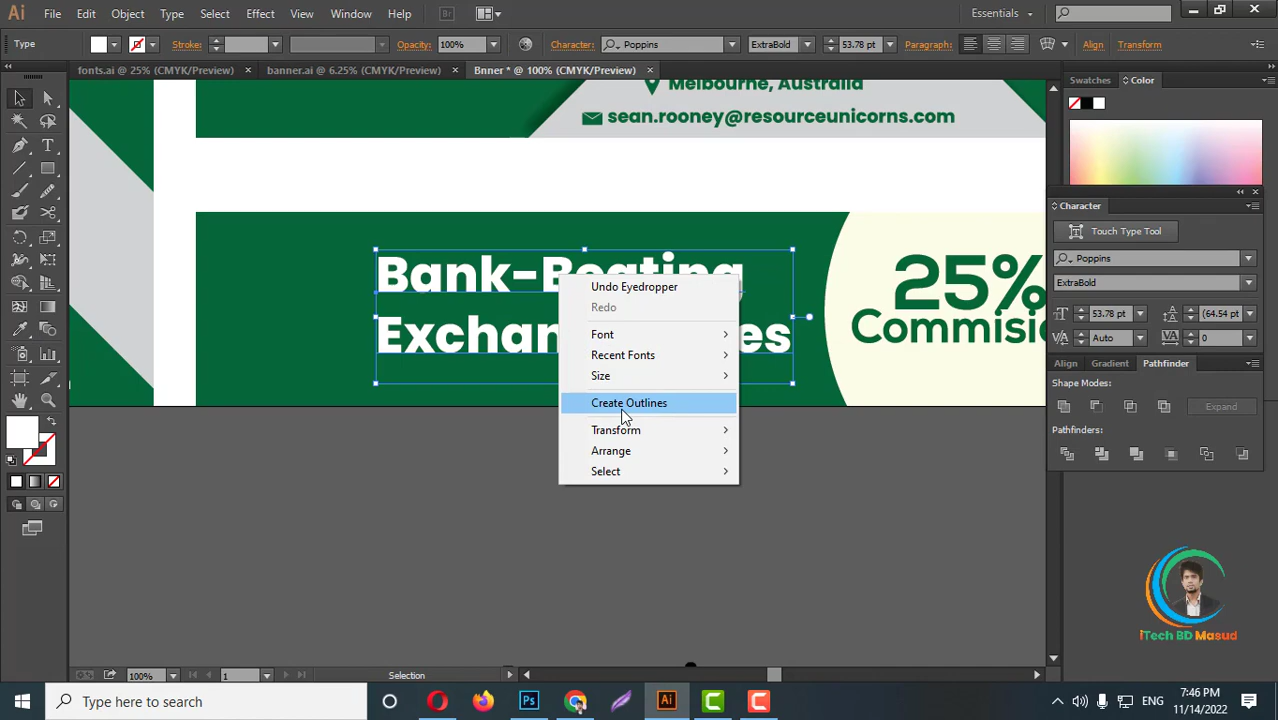 Ai File Edit Object Type Select Effect View Window Help Br Essentials
Type Stroke: Opacity: 100% Character: Poppins ExtraBold 53.78 pt Paragraph: Align Transform
fonts.ai @ 25% (CMYK/Preview) × banner.ai @ 6.25% (CMYK/Preview) × Bnner * @ 100% (CMYK/Preview) ×
Swatches Color
Melbourne, Australia
sean.rooney@resourceunicorns.com
Character
Touch Type Tool
Poppins
ExtraBold
53.78 pt (64.54 pt
Auto 0
Align Gradient Pathfinder
Shape Modes:
Expand
Pathfinders:
Bank-Beating
Exchan es
25%
Commisi
Undo Eyedropper
Redo
Font
Recent Fonts
Size
Create Outlines
Transform
Arrange
Select
iTech BD Masud
100% 1 Selection
Type here to search
Ps Ai C C ENG 7:46 PM
11/14/2022